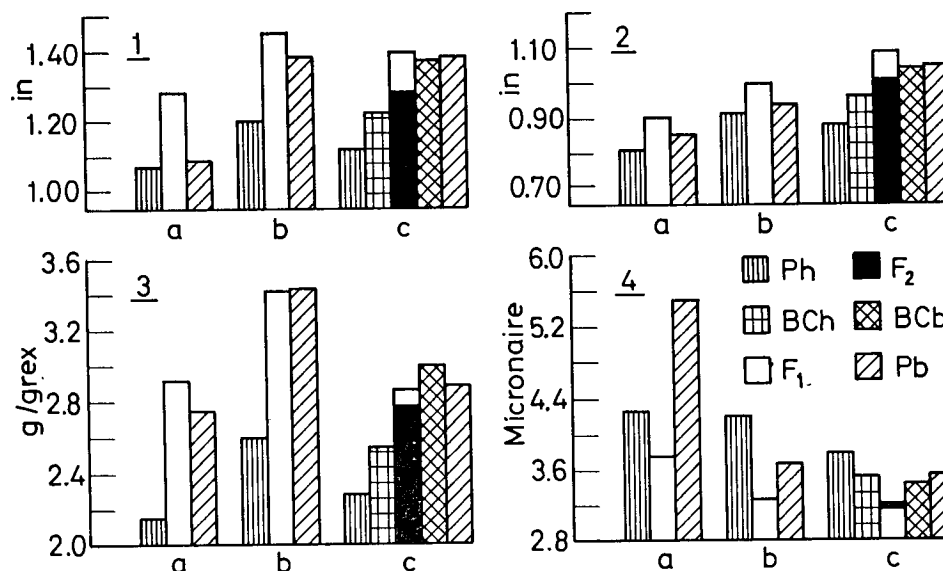 1
in
1.40
1.20
1.00
a b c
2
in
1.10
0.90
0.70
a b c
3
g/grex
3.6
3.2
2.8
2.4
2.0
a b c
4
Micronaire
6.0
5.2
4.4
3.6
2.8
a b c
Ph
F₂
BCh
BCb
F₁
Pb